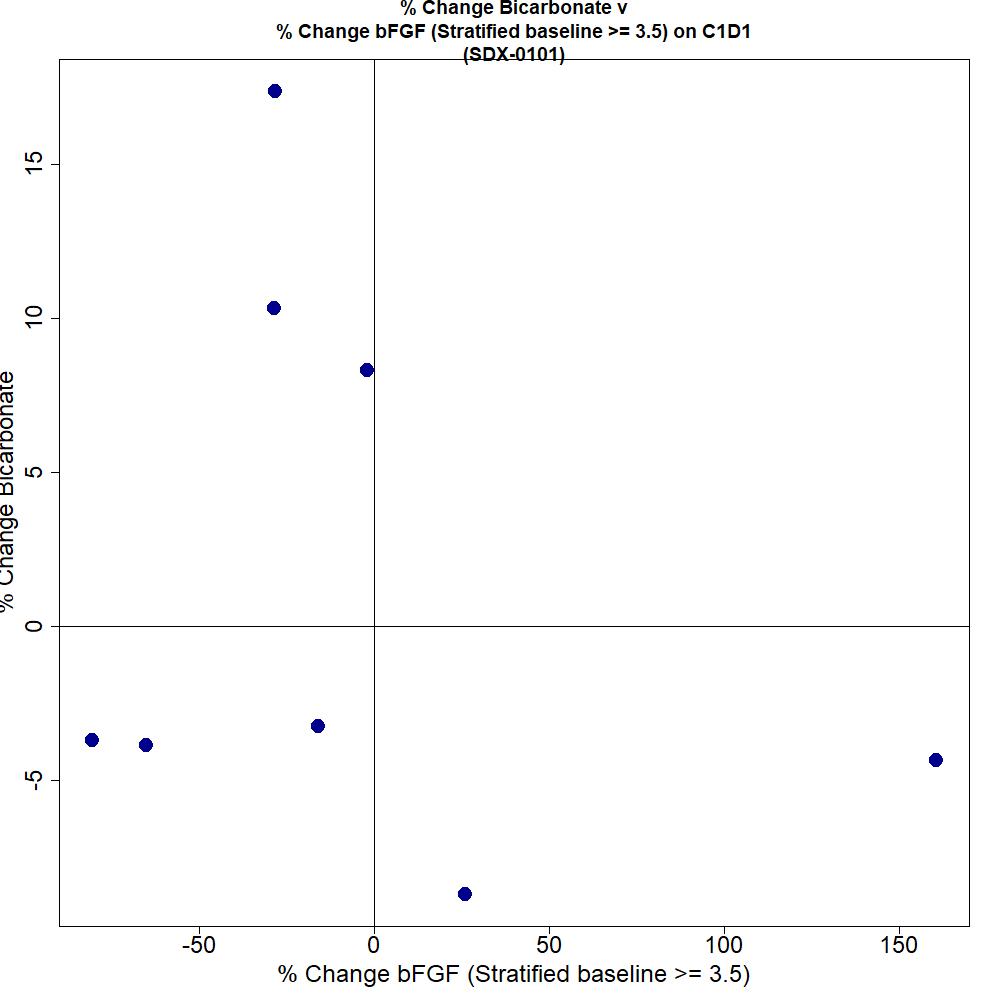 % Change Bicarbonate v
% Change bFGF (Stratified baseline >= 3.5) on C1D1
(SDX-0101)
% Change Bicarbonate
15
10
5
0
-5
-50
0
50
100
150
% Change bFGF (Stratified baseline >= 3.5)